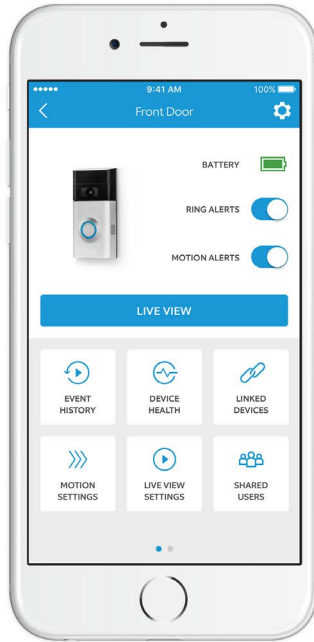 9:41 AM
100%
Front Door
BATTERY
RING ALERTS
MOTION ALERTS
LIVE VIEW
EVENT
HISTORY
DEVICE
HEALTH
LINKED
DEVICES
MOTION
SETTINGS
LIVE VIEW
SETTINGS
SHARED
USERS